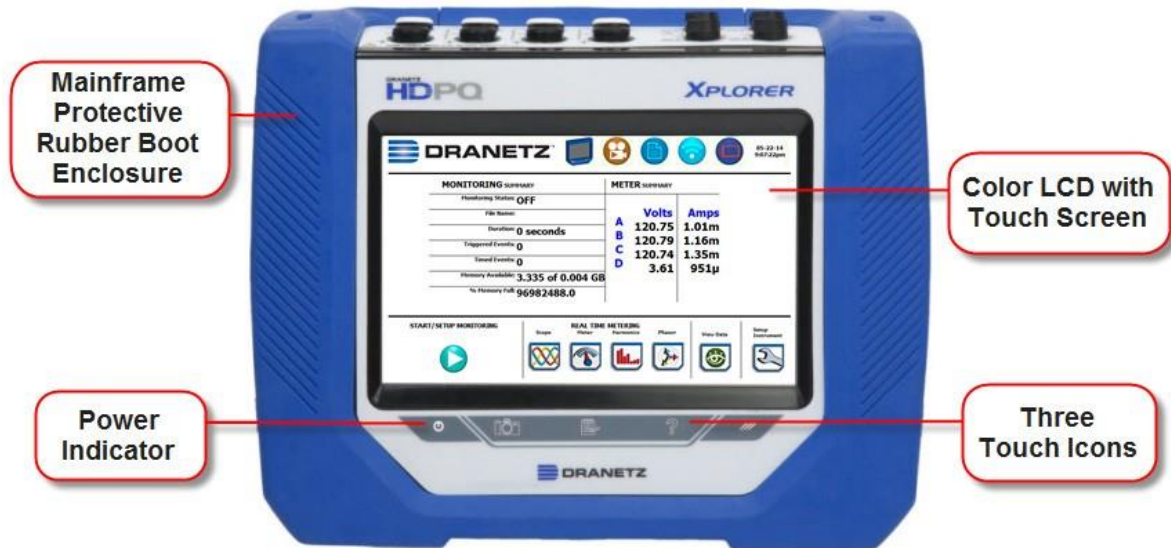 DRANETZ
HDPQ
XPLORER
Mainframe
Protective
Rubber Boot
Enclosure
Color LCD with
Touch Screen
DRANETZ
05-22-14
9:07:22pm
MONITORING SUMMARY
METER SUMMARY
Monitoring Status: OFF
File Name:
Duration: 0 seconds
Triggered Events: 0
Timed Events: 0
Memory Available: 3.335 of 0.004 GB
% Memory Full: 96982488.0
Volts Amps
A 120.75 1.01m
B 120.79 1.16m
C 120.74 1.35m
D 3.61 951µ
START/SETUP MONITORING
REAL TIME METERING
Scope Meter Harmonics Phasor
View Data
Setup
Instrument
Power
Indicator
Three
Touch Icons
DRANETZ